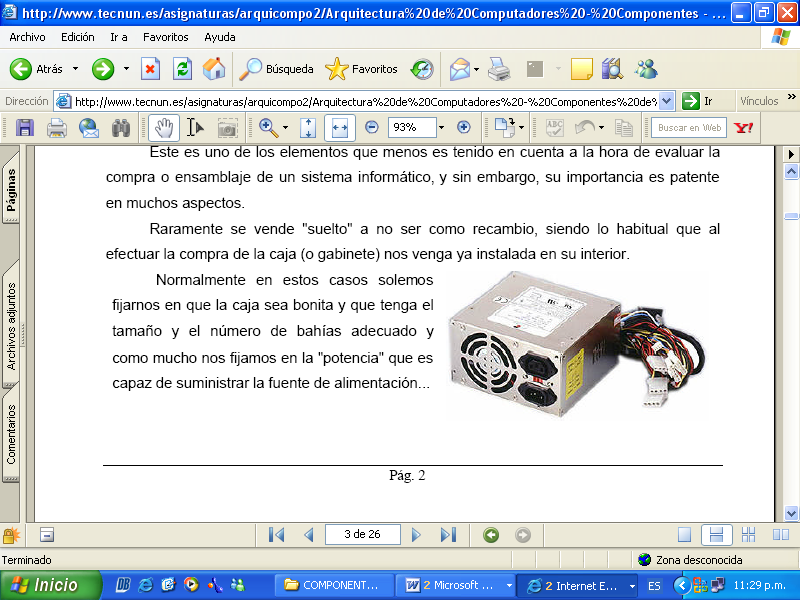 http://www.tecnun.es/asignaturas/arquicompo2/Arquitectura%20de%20Computadores%20-%20Componentes - ...
Archivo Edición Ir a Favoritos Ayuda
Atrás Búsqueda Favoritos
Dirección http://www.tecnun.es/asignaturas/arquicompo2/Arquitectura%20de%20Computadores%20-%20Componentes%20de% Ir Vínculos »
93% Buscar en Web Y!
Páginas
Archivos adjuntos
Comentarios
Este es uno de los elementos que menos es tenido en cuenta a la hora de evaluar la
compra o ensamblaje de un sistema informático, y sin embargo, su importancia es patente
en muchos aspectos.
Raramente se vende "suelto" a no ser como recambio, siendo lo habitual que al
efectuar la compra de la caja (o gabinete) nos venga ya instalada en su interior.
Normalmente en estos casos solemos
fijarnos en que la caja sea bonita y que tenga el
tamaño y el número de bahías adecuado y
como mucho nos fijamos en la "potencia" que es
capaz de suministrar la fuente de alimentación...
Pág. 2
3 de 26
Terminado Zona desconocida
Inicio COMPONENT... 2 Microsoft ... 2 Internet E... ES 11:29 p.m.